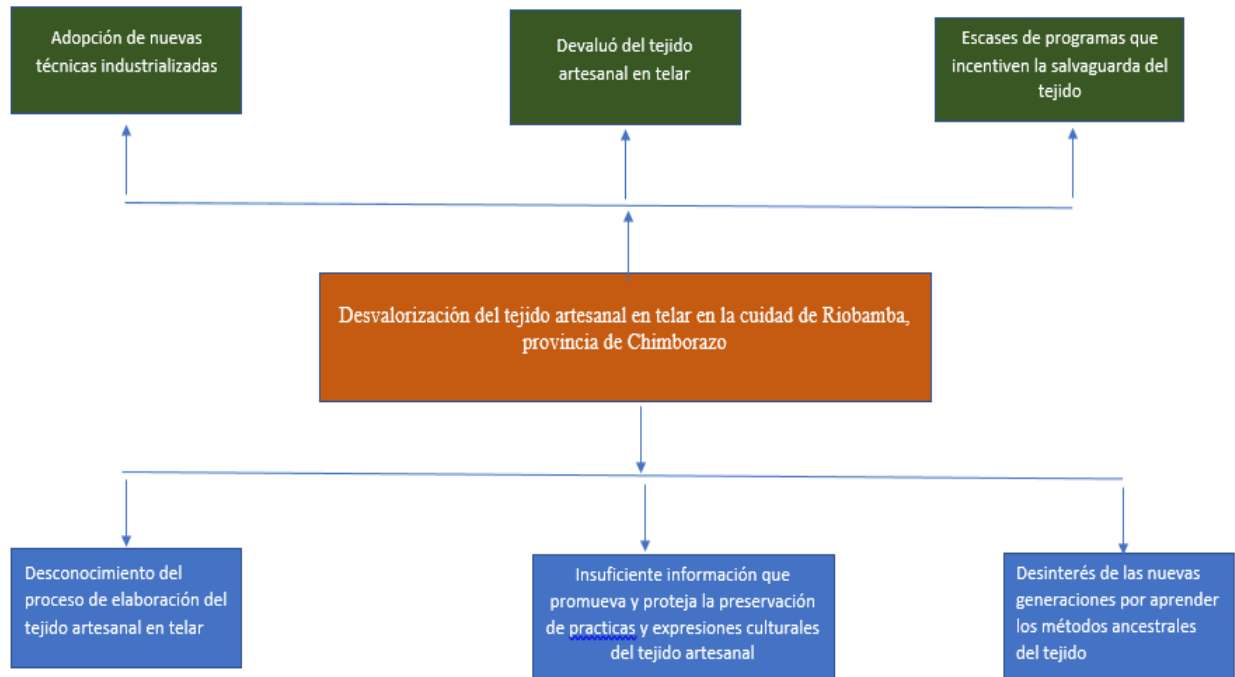 Adopción de nuevas
técnicas industrializadas
Devaluó del tejido
artesanal en telar
Escases de programas que
incentiven la salvaguarda del
tejido
Desvalorización del tejido artesanal en telar en la cuidad de Riobamba,
provincia de Chimborazo
Desconocimiento del
proceso de elaboración del
tejido artesanal en telar
Insuficiente información que
promueva y proteja la preservación
de practicas y expresiones culturales
del tejido artesanal
Desinterés de las nuevas
generaciones por aprender
los métodos ancestrales
del tejido